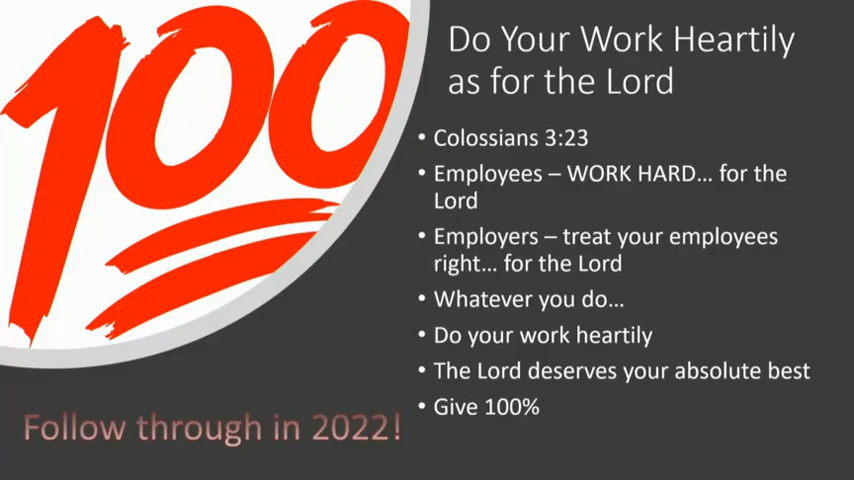 100
Do Your Work Heartily
as for the Lord
• Colossians 3:23
• Employees – WORK HARD… for the
Lord
• Employers – treat your employees
right… for the Lord
• Whatever you do…
• Do your work heartily
• The Lord deserves your absolute best
• Give 100%
Follow through in 2022!